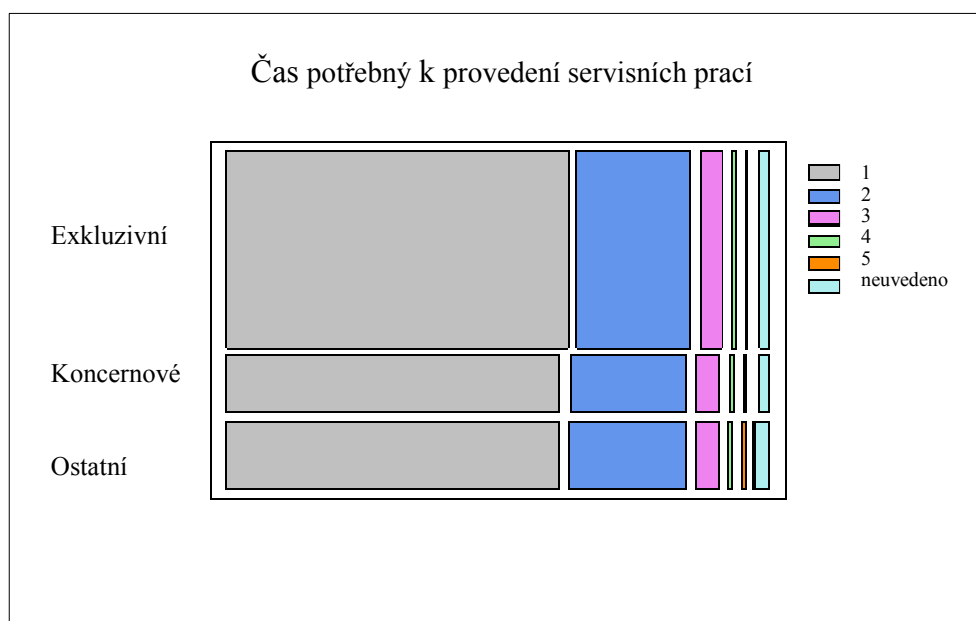 Čas potřebný k provedení servisních prací
Exkluzivní
Koncernové
Ostatní
1
2
3
4
5
neuvedeno